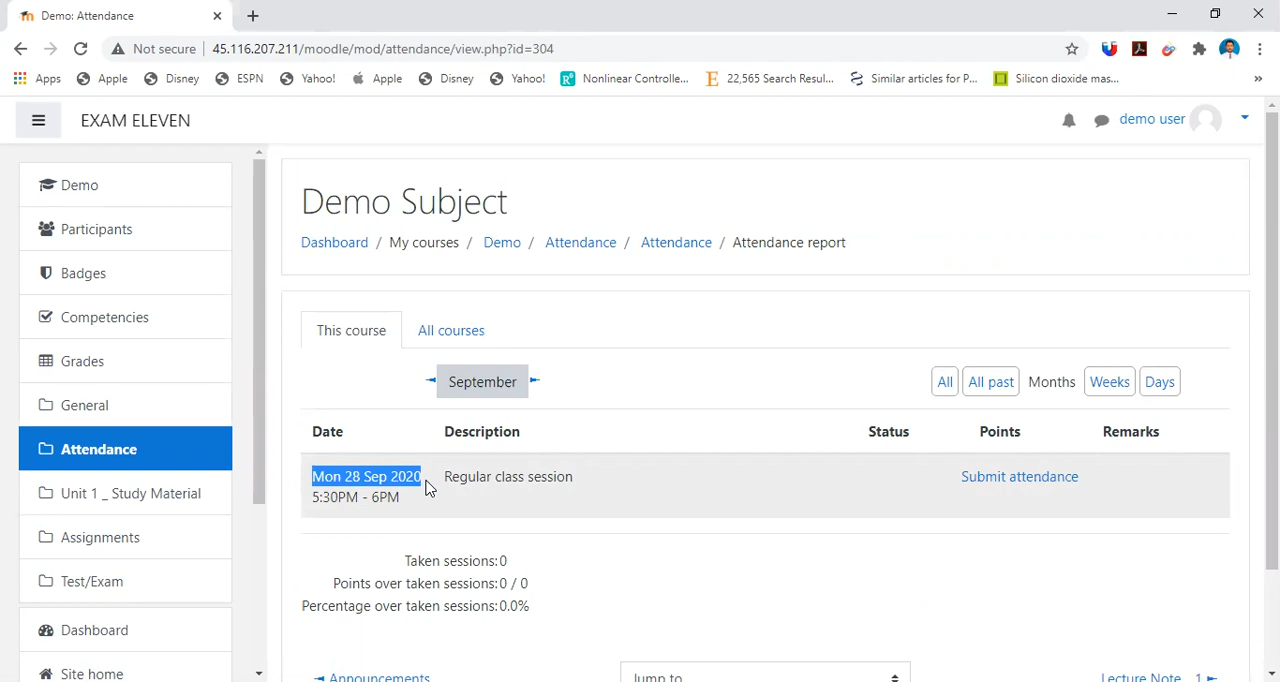 Demo: Attendance
Not secure
45.116.207.211/moodle/mod/attendance/view.php?id=304
Apps Apple Disney ESPN Yahoo! Apple Disney Yahoo! Nonlinear Controlle... 22,565 Search Resul... Similar articles for P... Silicon dioxide mas... »
EXAM ELEVEN
demo user
Demo
Participants
Badges
Competencies
Grades
General
Attendance
Unit 1 _ Study Material
Assignments
Test/Exam
Dashboard
Site home
Demo Subject
Dashboard / My courses / Demo / Attendance / Attendance / Attendance report
This course All courses
◄ September ►
All All past Months Weeks Days
Date Description Status Points Remarks
Mon 28 Sep 2020 Regular class session Submit attendance
5:30PM - 6PM
Taken sessions: 0
Points over taken sessions: 0 / 0
Percentage over taken sessions: 0.0%
◄ Announcements
Jump to...
Lecture Note _ 1 ►